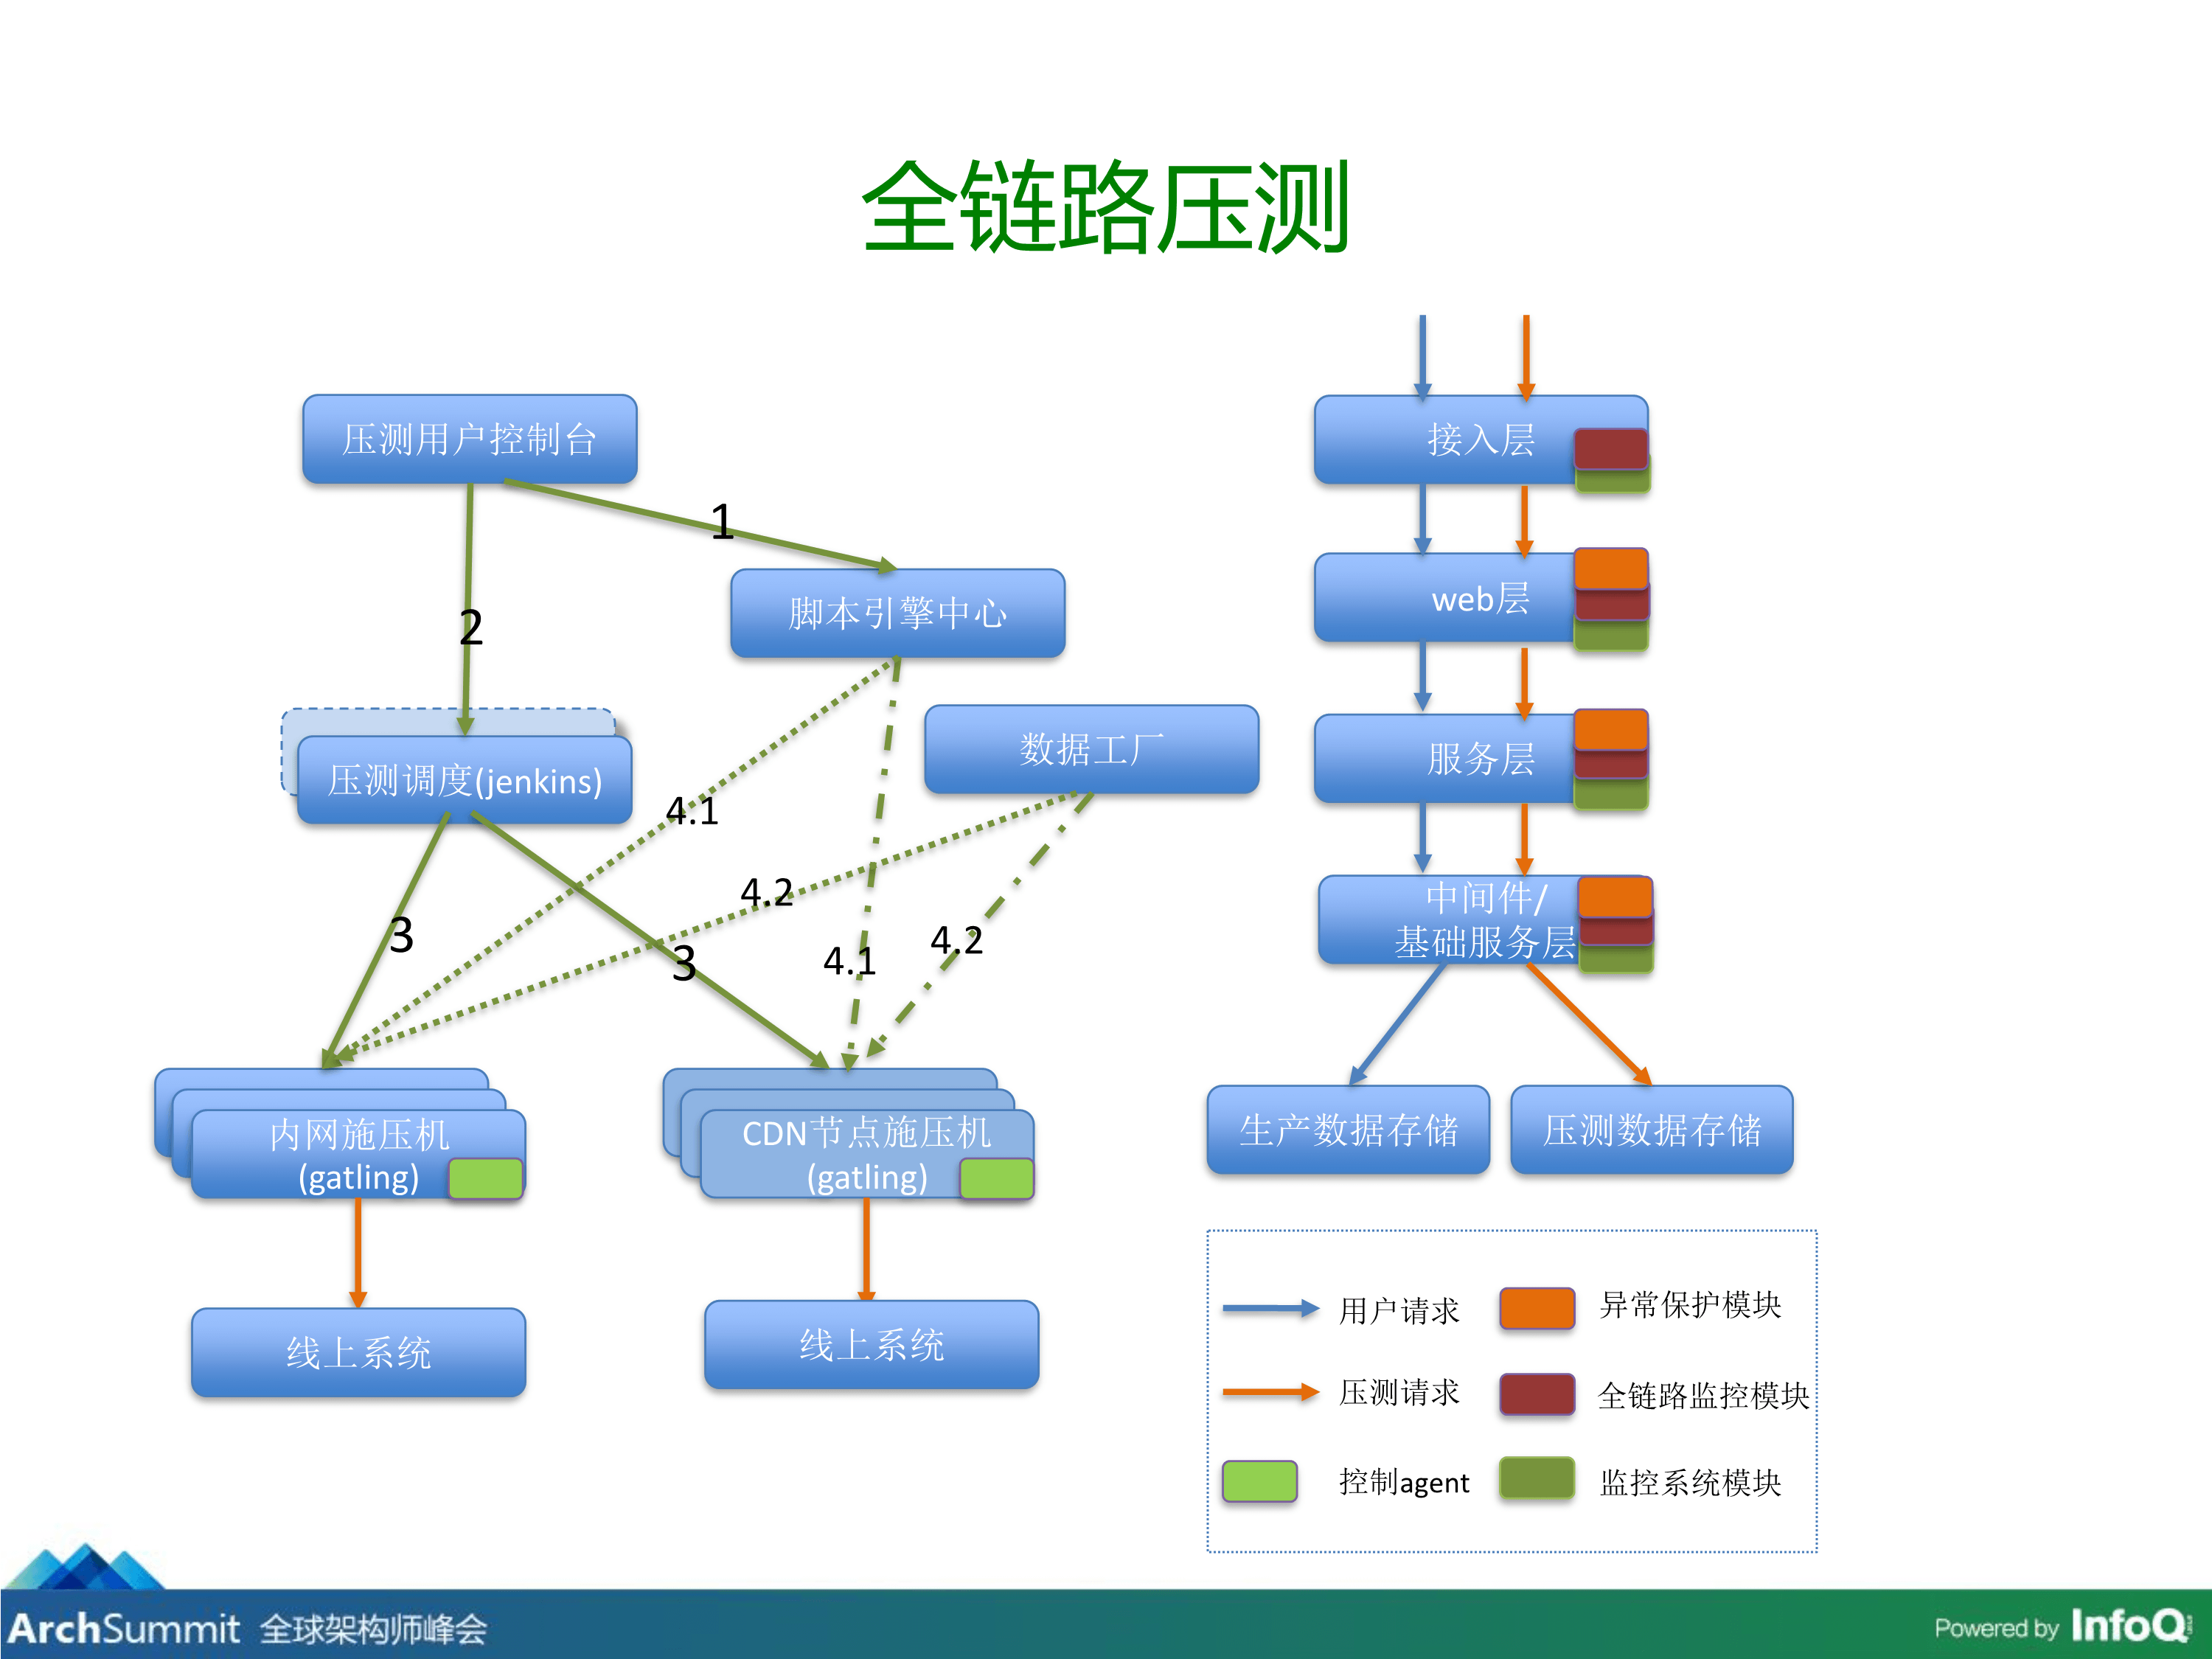 全链路压测
压测用户控制台
1
脚本引擎中心
2
数据工厂
压测调度(jenkins)
4.1
4.2
3
3
4.1
4.2
内网施压机
(gatling)
CDN节点施压机
(gatling)
线上系统
线上系统
接入层
web层
服务层
中间件/
基础服务层
生产数据存储
压测数据存储
用户请求
异常保护模块
压测请求
全链路监控模块
控制agent
监控系统模块
ArchSummit 全球架构师峰会
Powered by InfoQ